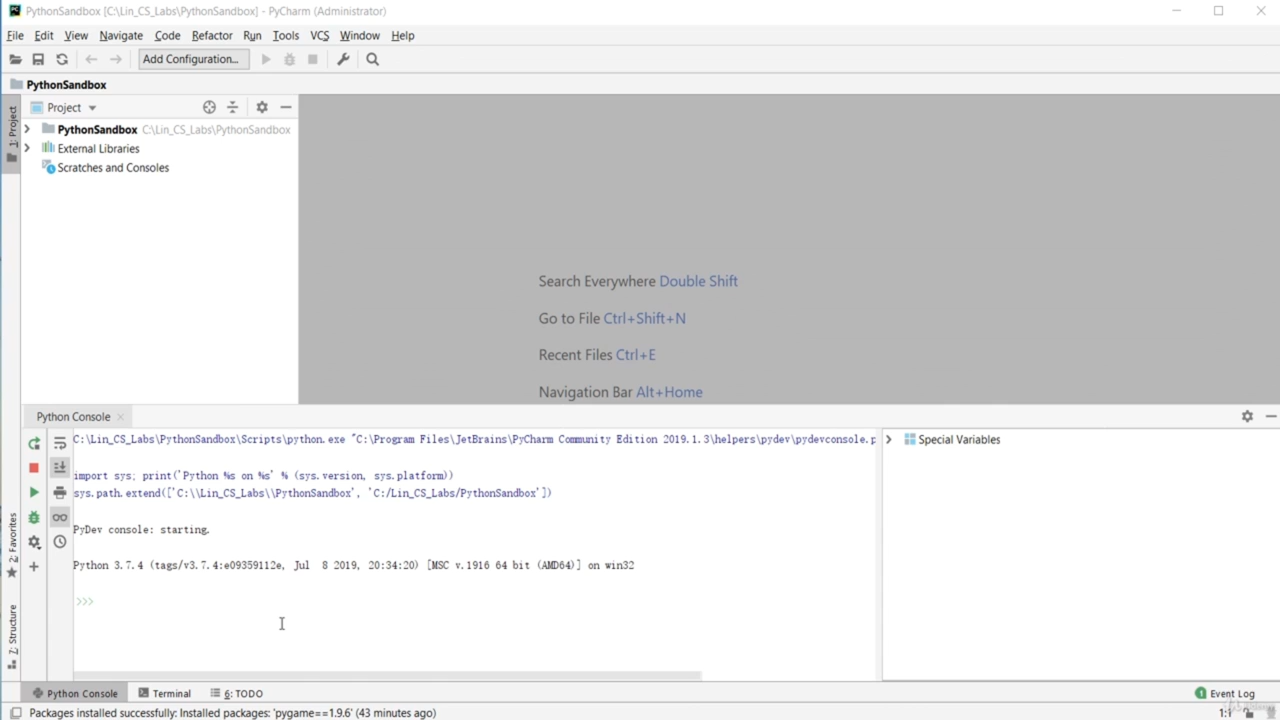 PythonSandbox [C:\Lin_CS_Labs\PythonSandbox] - PyCharm (Administrator)
File Edit View Navigate Code Refactor Run Tools VCS Window Help
Add Configuration...
PythonSandbox
1: Project
Project
PythonSandbox C:\Lin_CS_Labs\PythonSandbox
External Libraries
Scratches and Consoles
Search Everywhere Double Shift
Go to File Ctrl+Shift+N
Recent Files Ctrl+E
Navigation Bar Alt+Home
Python Console
C:\Lin_CS_Labs\PythonSandbox\Scripts\python.exe "C:\Program Files\JetBrains\PyCharm Community Edition 2019.1.3\helpers\pydev\pydevconsole.p
Special Variables
import sys; print('Python %s on %s' % (sys.version, sys.platform))
sys.path.extend(['C:\\Lin_CS_Labs\\PythonSandbox', 'C:/Lin_CS_Labs/PythonSandbox'])
PyDev console: starting.
Python 3.7.4 (tags/v3.7.4:e09359112e, Jul  8 2019, 20:34:20) [MSC v.1916 64 bit (AMD64)] on win32
>>>
2: Favorites
7: Structure
Python Console Terminal 6: TODO
1 Event Log
Packages installed successfully: Installed packages: 'pygame==1.9.6' (43 minutes ago)
1:1